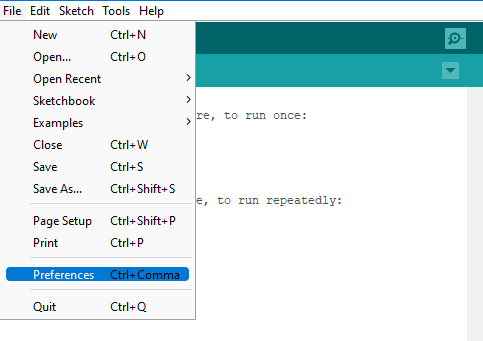 File Edit Sketch Tools Help
New Ctrl+N
Open... Ctrl+O
Open Recent
Sketchbook
Examples
re, to run once:
Close Ctrl+W
Save Ctrl+S
Save As... Ctrl+Shift+S
e, to run repeatedly:
Page Setup Ctrl+Shift+P
Print Ctrl+P
Preferences Ctrl+Comma
Quit Ctrl+Q